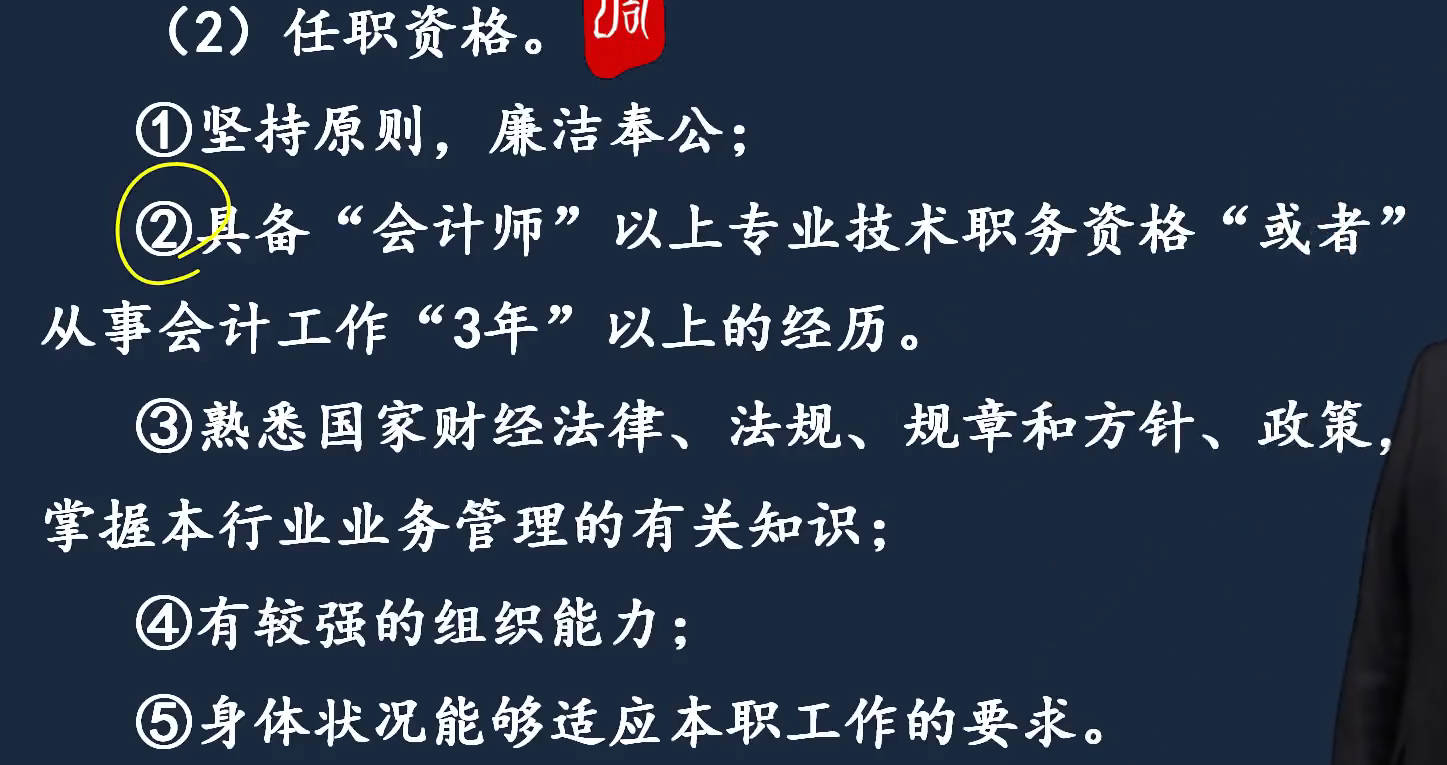 （2）任职资格。
①坚持原则，廉洁奉公；
②具备“会计师”以上专业技术职务资格“或者”
从事会计工作“3年”以上的经历。
③熟悉国家财经法律、法规、规章和方针、政策，
掌握本行业业务管理的有关知识；
④有较强的组织能力；
⑤身体状况能够适应本职工作的要求。